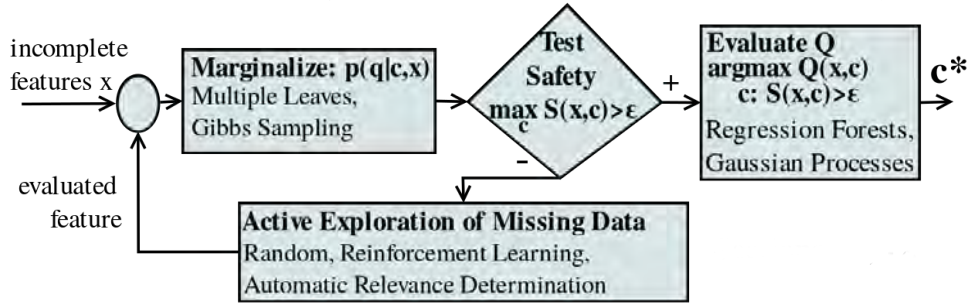 incomplete
features x
Marginalize: p(q|c,x)
Multiple Leaves,
Gibbs Sampling
Test
Safety
max S(x,c)>ε
c
+
-
Evaluate Q
argmax Q(x,c)
c: S(x,c)>ε
Regression Forests,
Gaussian Processes
c*
evaluated
feature
Active Exploration of Missing Data
Random, Reinforcement Learning,
Automatic Relevance Determination